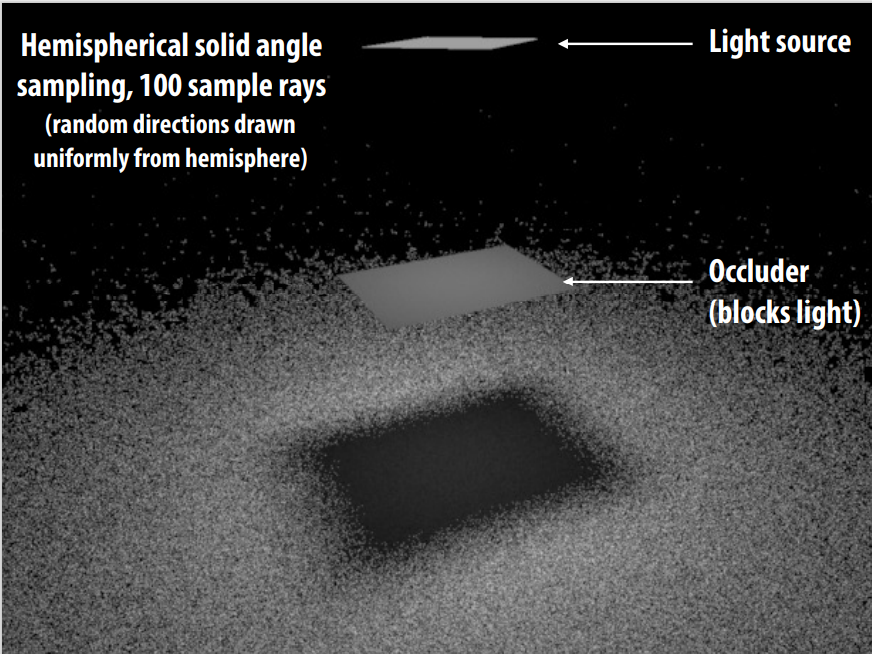 Hemispherical solid angle
sampling, 100 sample rays
(random directions drawn
uniformly from hemisphere)
Light source
Occluder
(blocks light)